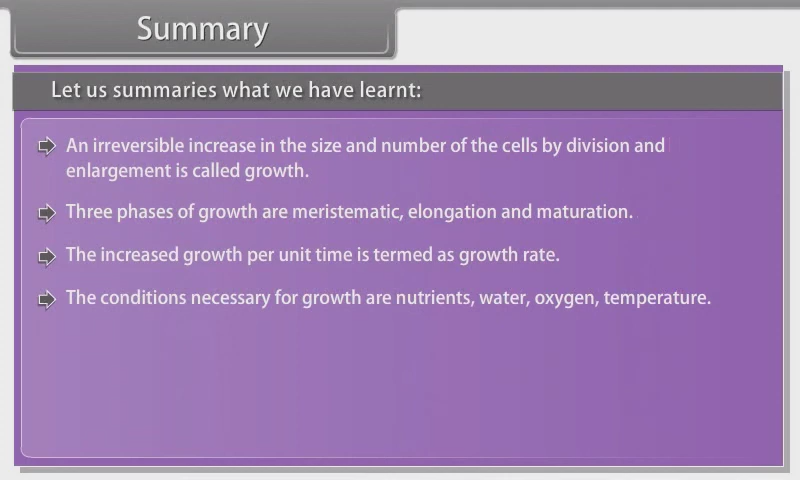 Summary
Let us summaries what we have learnt:
An irreversible increase in the size and number of the cells by division and
enlargement is called growth.
Three phases of growth are meristematic, elongation and maturation.
The increased growth per unit time is termed as growth rate.
The conditions necessary for growth are nutrients, water, oxygen, temperature.